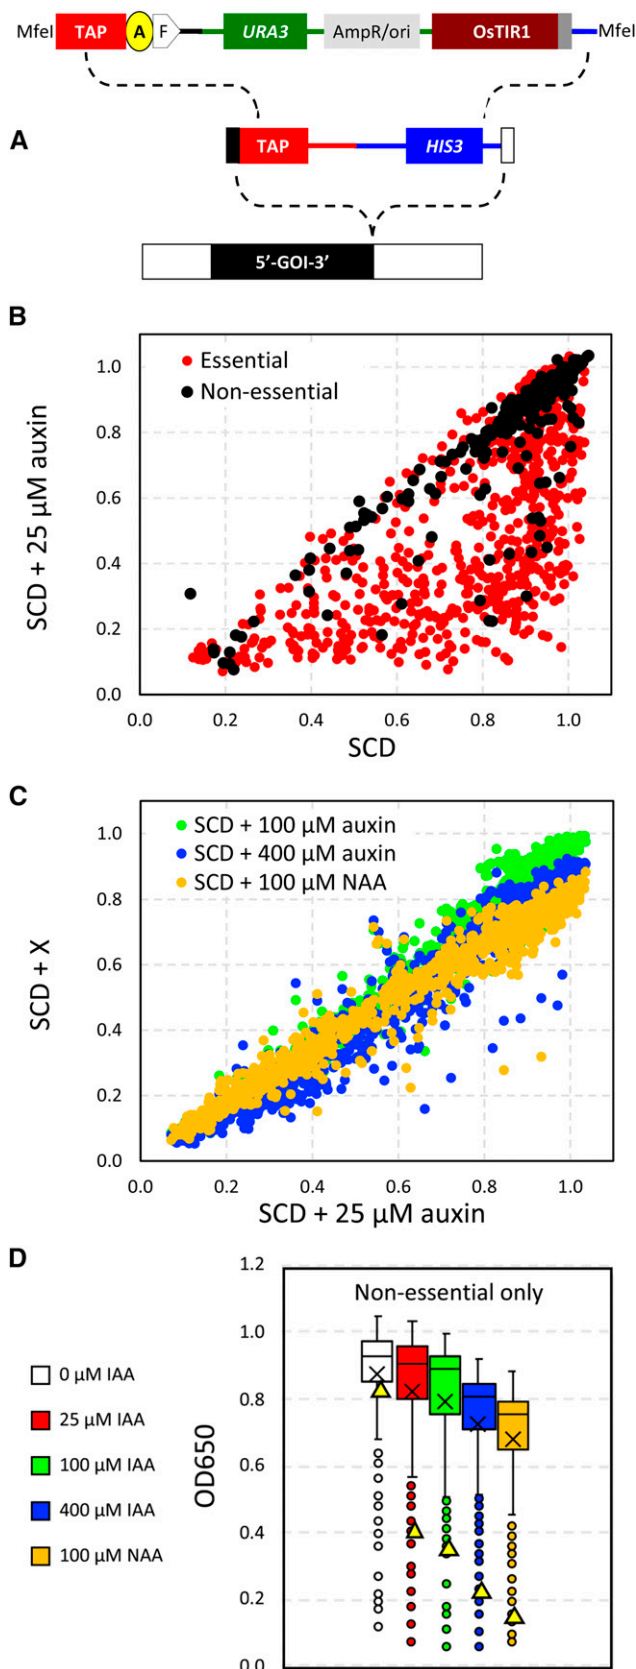 MfeI TAP A F URA3 AmpR/ori OsTIR1 MfeI
A
TAP HIS3
5’-GOI-3’
B
SCD + 25 µM auxin
1.0
0.8
0.6
0.4
0.2
0.0
Essential
Non-essential
0.0 0.2 0.4 0.6 0.8 1.0
SCD
C
SCD + X
1.0
0.8
0.6
0.4
0.2
0.0
SCD + 100 µM auxin
SCD + 400 µM auxin
SCD + 100 µM NAA
0.0 0.2 0.4 0.6 0.8 1.0
SCD + 25 µM auxin
D
0 µM IAA
25 µM IAA
100 µM IAA
400 µM IAA
100 µM NAA
OD650
1.2
1.0
0.8
0.6
0.4
0.2
0.0
Non-essential only